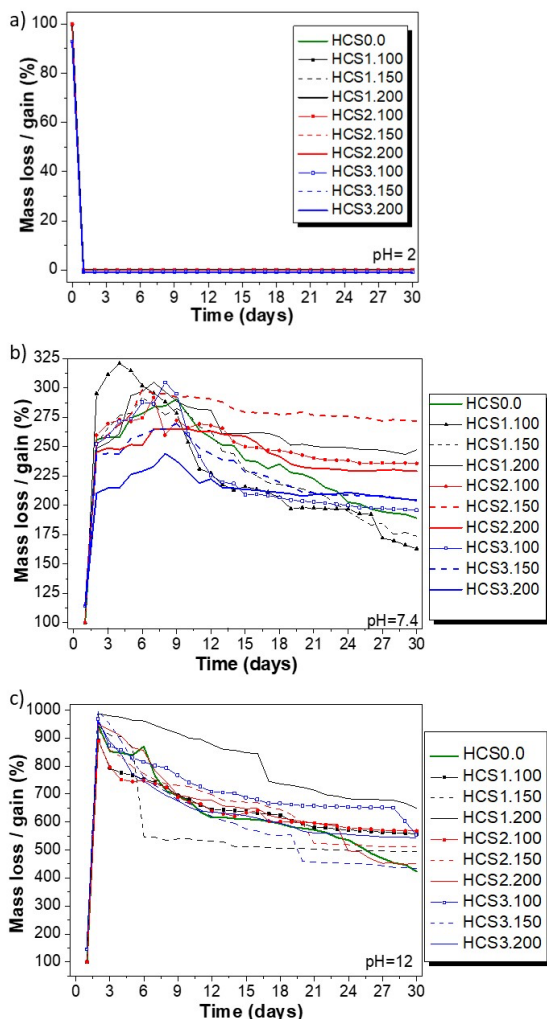 a)
100
80
60
40
20
0
Mass loss / gain (%)
HCS0.0
HCS1.100
HCS1.150
HCS1.200
HCS2.100
HCS2.150
HCS2.200
HCS3.100
HCS3.150
HCS3.200
pH= 2
0 3 6 9 12 15 18 21 24 27 30
Time (days)
b)
325
300
275
250
225
200
175
150
125
100
Mass loss / gain (%)
HCS0.0
HCS1.100
HCS1.150
HCS1.200
HCS2.100
HCS2.150
HCS2.200
HCS3.100
HCS3.150
HCS3.200
pH=7.4
0 3 6 9 12 15 18 21 24 27 30
Time (days)
c)
1000
900
800
700
600
500
400
300
200
100
Mass loss / gain (%)
HCS0.0
HCS1.100
HCS1.150
HCS1.200
HCS2.100
HCS2.150
HCS2.200
HCS3.100
HCS3.150
HCS3.200
pH=12
0 3 6 9 12 15 18 21 24 27 30
Time (days)